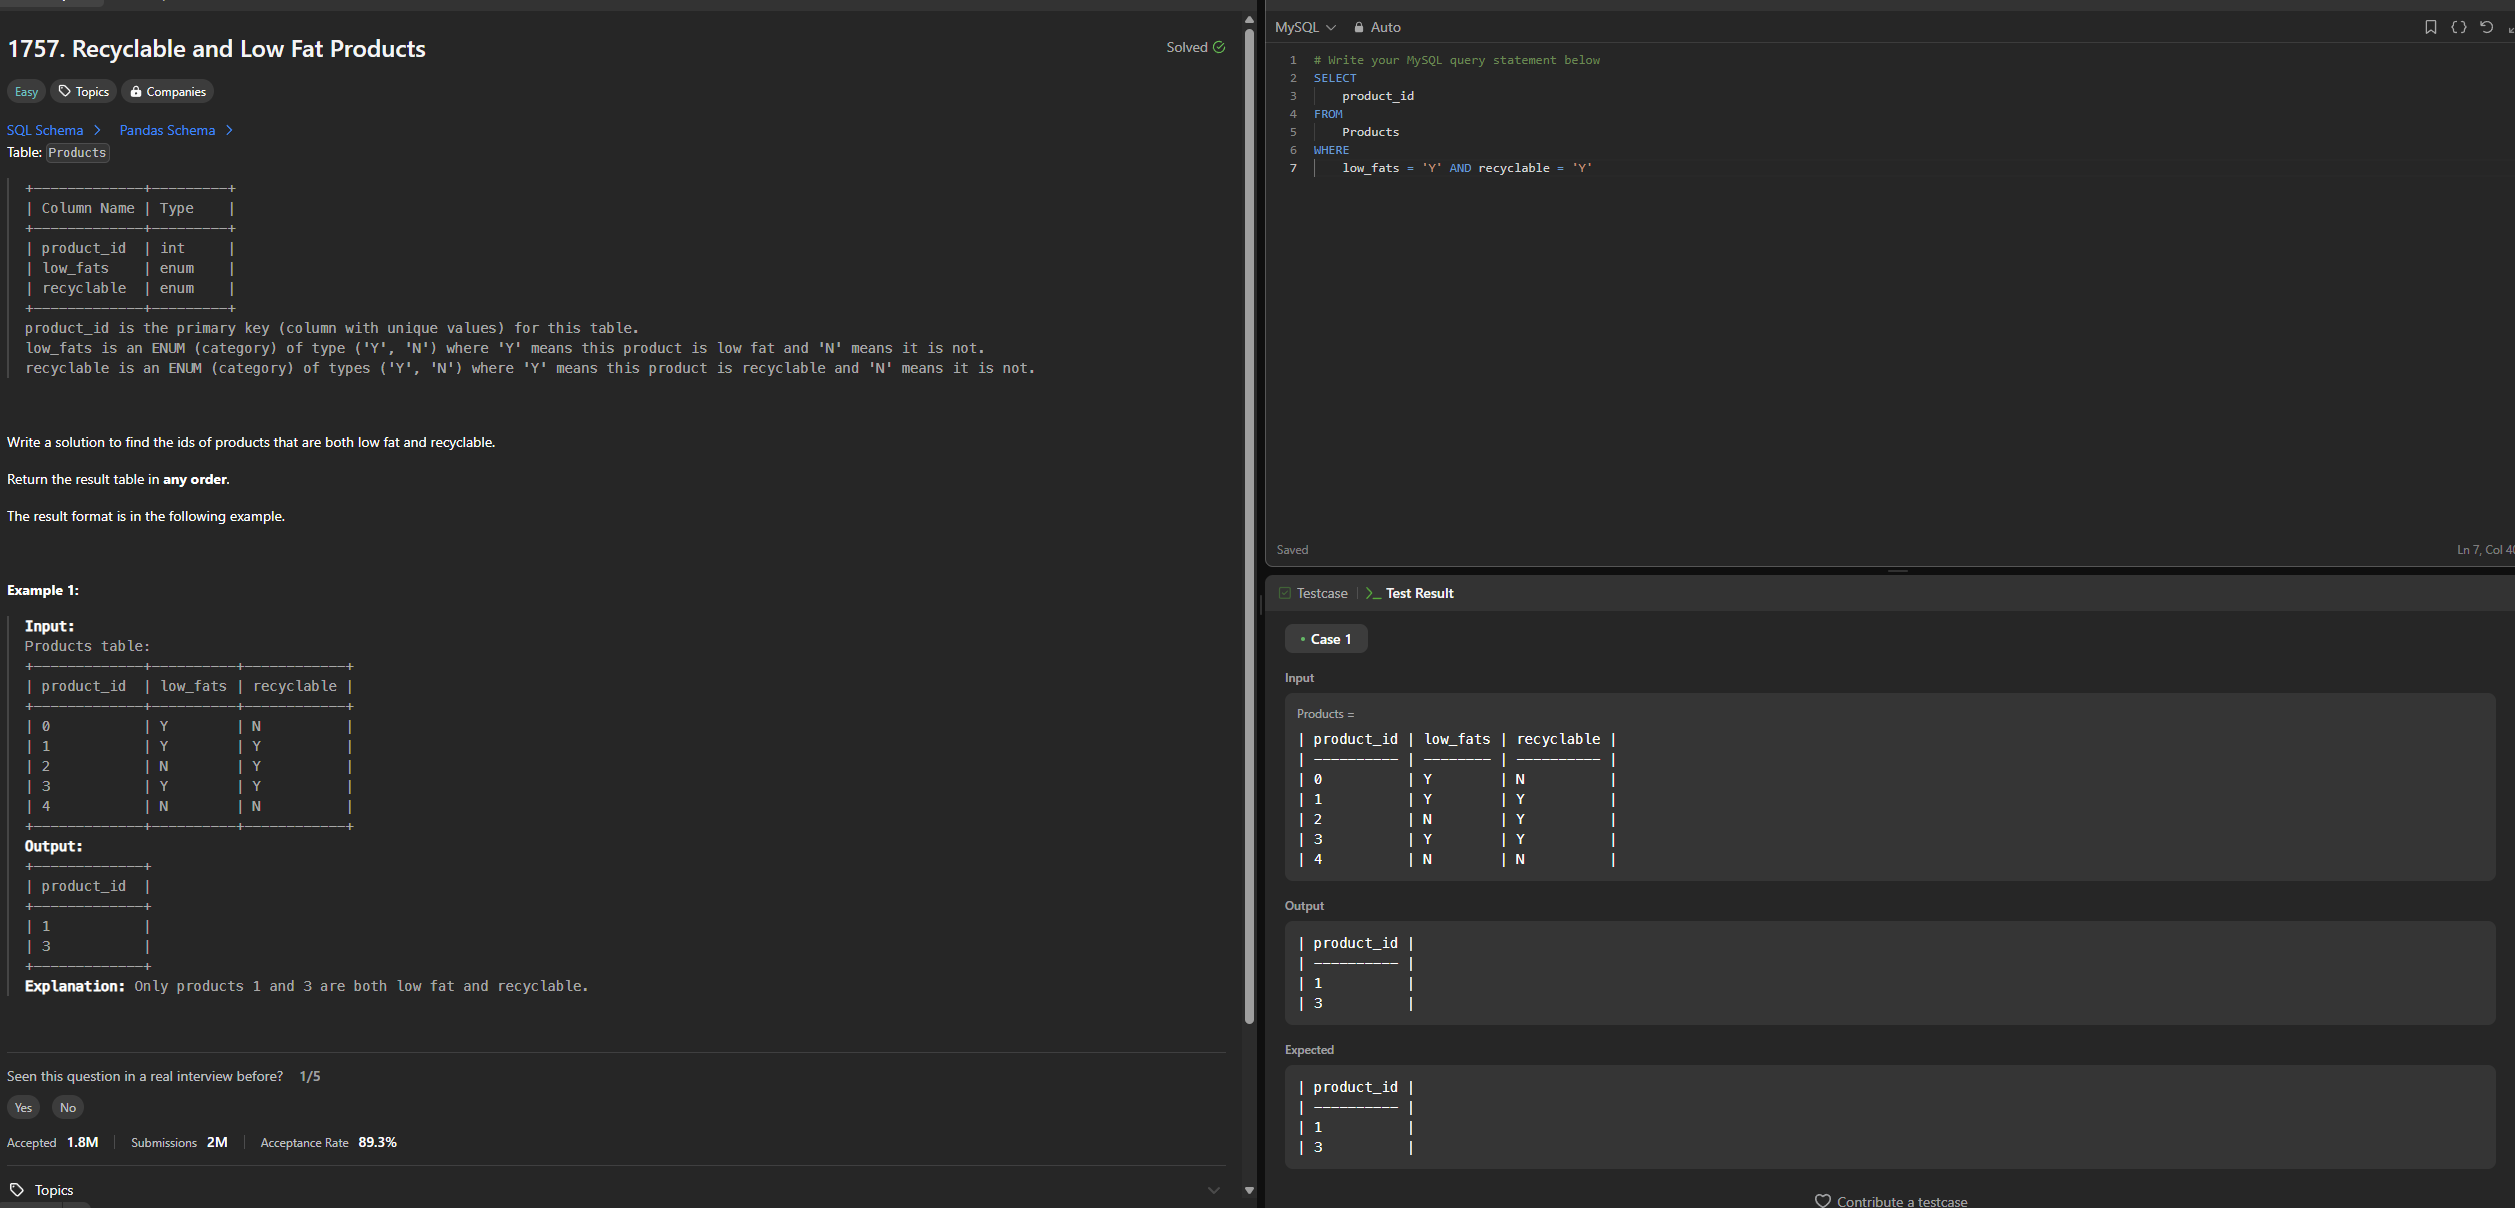 1757. Recyclable and Low Fat Products
Solved
Easy
Topics
Companies
SQL Schema
Pandas Schema
Table: Products
+-------------+---------+
| Column Name | Type    |
+-------------+---------+
| product_id  | int     |
| low_fats    | enum    |
| recyclable  | enum    |
+-------------+---------+
product_id is the primary key (column with unique values) for this table.
low_fats is an ENUM (category) of type ('Y', 'N') where 'Y' means this product is low fat and 'N' means it is not.
recyclable is an ENUM (category) of types ('Y', 'N') where 'Y' means this product is recyclable and 'N' means it is not.
Write a solution to find the ids of products that are both low fat and recyclable.
Return the result table in any order.
The result format is in the following example.
Example 1:
Input:
Products table:
+-------------+----------+------------+
| product_id  | low_fats | recyclable |
+-------------+----------+------------+
| 0           | Y        | N          |
| 1           | Y        | Y          |
| 2           | N        | Y          |
| 3           | Y        | Y          |
| 4           | N        | N          |
+-------------+----------+------------+
Output:
+-------------+
| product_id  |
+-------------+
| 1           |
| 3           |
+-------------+
Explanation: Only products 1 and 3 are both low fat and recyclable.
Seen this question in a real interview before? 1/5
Yes
No
Accepted 1.8M
Submissions 2M
Acceptance Rate 89.3%
Topics
MySQL
Auto
1 # Write your MySQL query statement below
2 SELECT
3     product_id
4 FROM
5     Products
6 WHERE
7     low_fats = 'Y' AND recyclable = 'Y'
Saved
Ln 7, Col 40
Testcase
Test Result
Case 1
Input
Products =
| product_id | low_fats | recyclable |
| ---------- | -------- | ---------- |
| 0          | Y        | N          |
| 1          | Y        | Y          |
| 2          | N        | Y          |
| 3          | Y        | Y          |
| 4          | N        | N          |
Output
| product_id |
| ---------- |
| 1          |
| 3          |
Expected
| product_id |
| ---------- |
| 1          |
| 3          |
Contribute a testcase